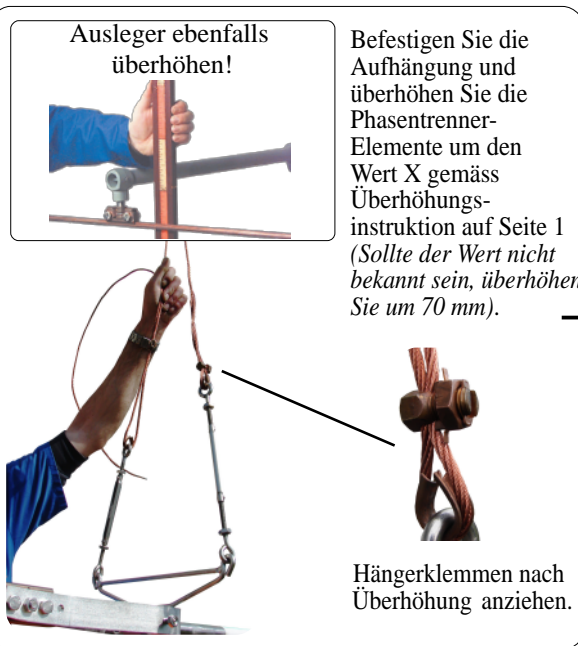 Ausleger ebenfalls
überhöhen!
Befestigen Sie die
Aufhängung und
überhöhen Sie die
Phasentrenner-
Elemente um den
Wert X gemäss
Überhöhungs-
instruktion auf Seite 1
(Sollte der Wert nicht
bekannt sein, überhöhen
Sie um 70 mm).
Hängerklemmen nach
Überhöhung anziehen.